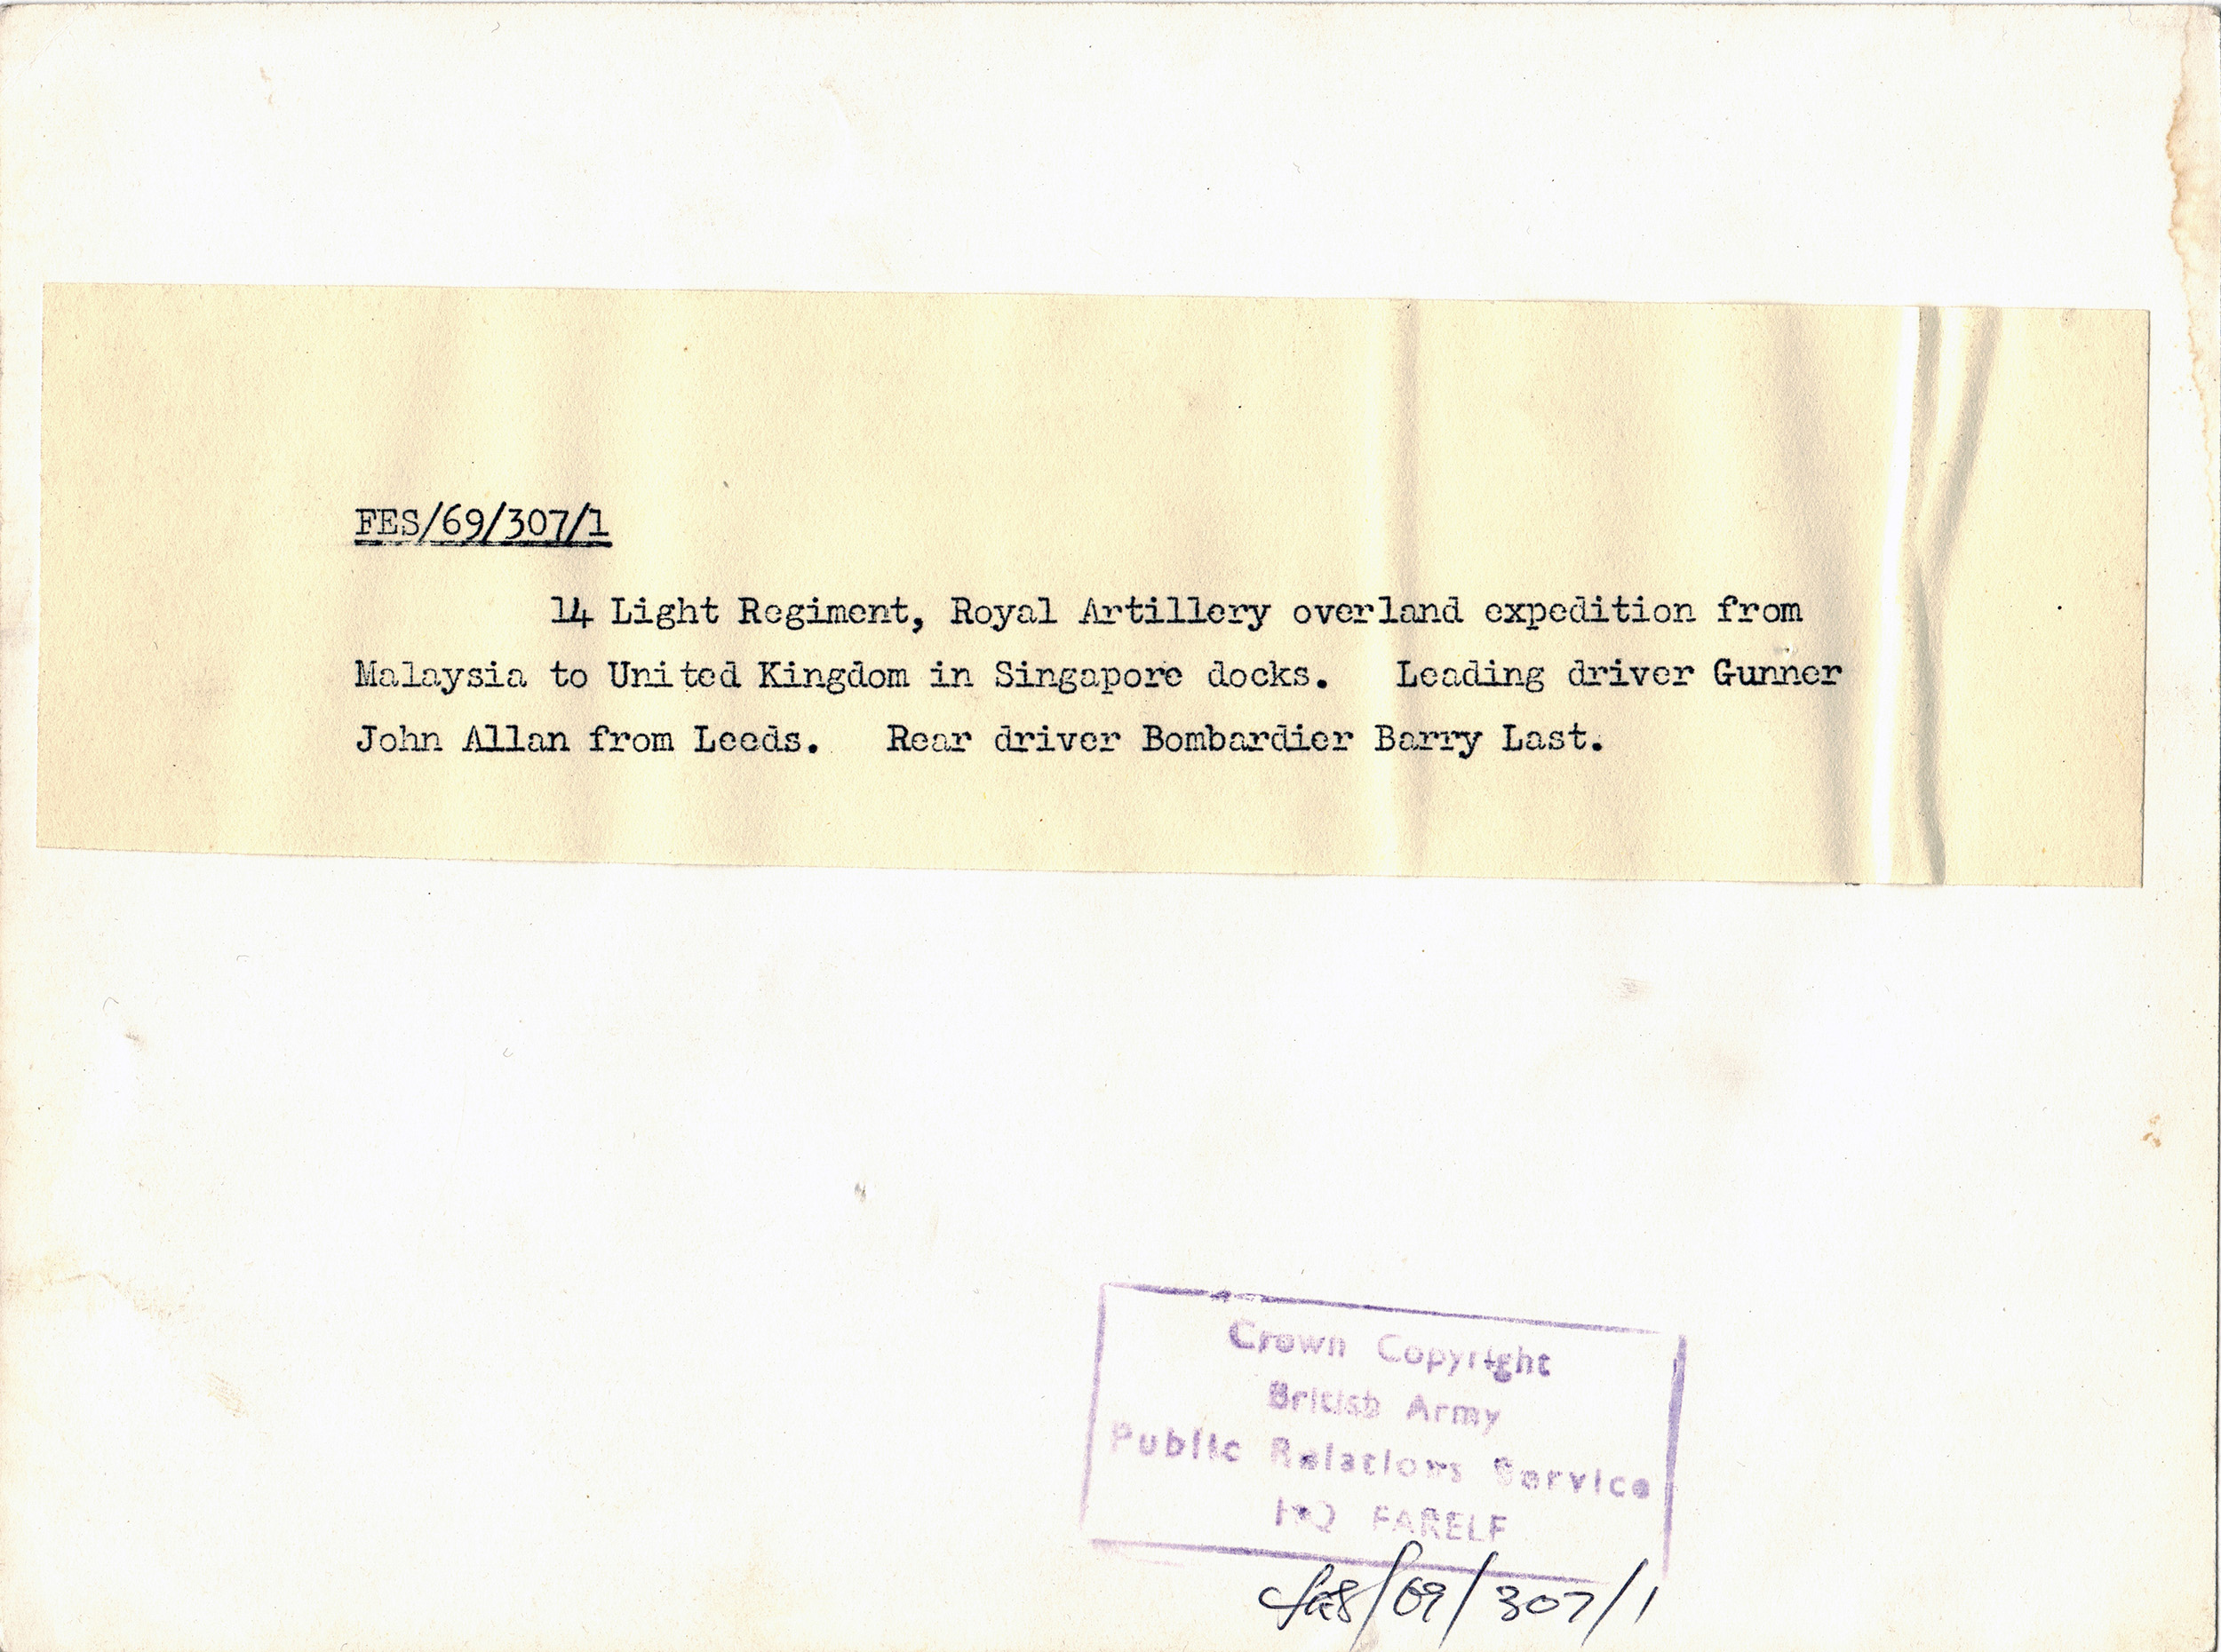 FES/69/307/1
14 Light Regiment, Royal Artillery overland expedition from
Malaysia to United Kingdom in Singapore docks. Leading driver Gunner
John Allan from Leeds. Rear driver Bombardier Barry Last.
Crown Copyright
British Army
Public Relations Service
HQ FARELF
FES/69/307/1